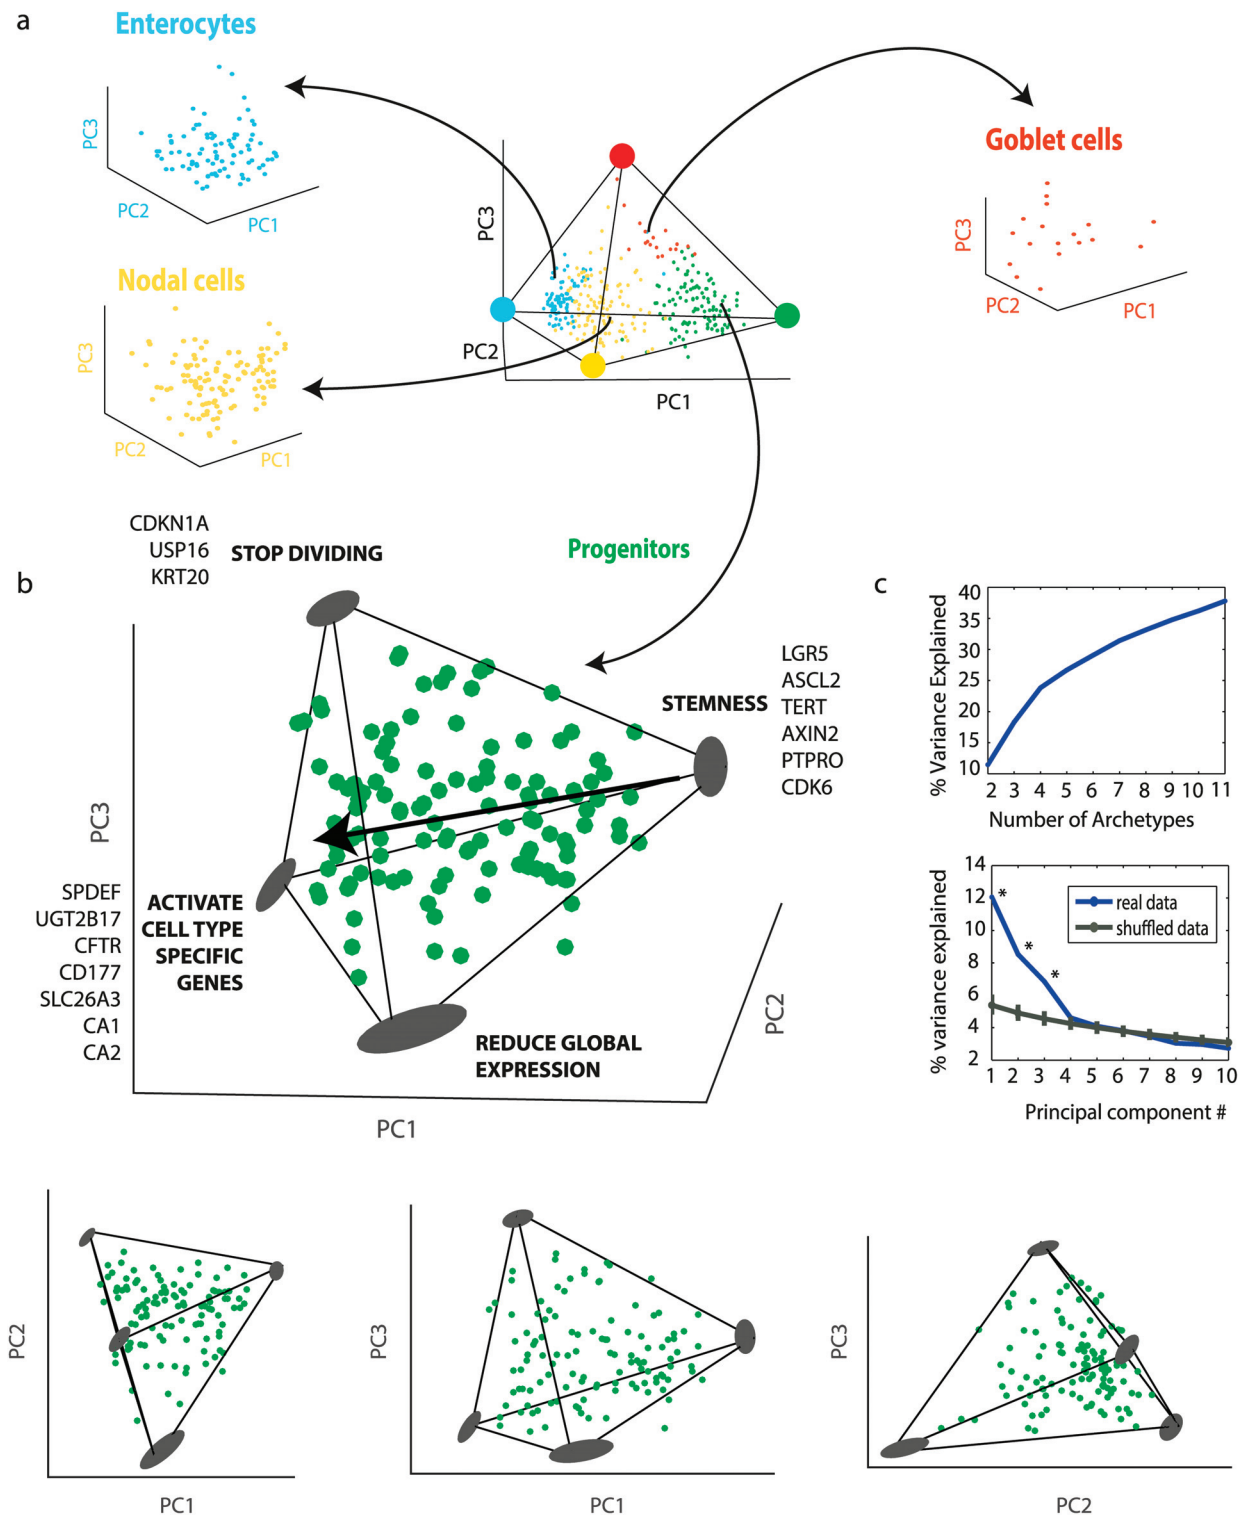 a
Enterocytes
PC3
PC2
PC1
Nodal cells
PC3
PC2
PC1
PC3
PC2
PC1
Goblet cells
PC3
PC2
PC1
Progenitors
b
CDKN1A
USP16
KRT20
STOP DIVIDING
STEMNESS
LGR5
ASCL2
TERT
AXIN2
PTPRO
CDK6
PC3
SPDEF
UGT2B17
CFTR
CD177
SLC26A3
CA1
CA2
ACTIVATE
CELL TYPE
SPECIFIC
GENES
REDUCE GLOBAL
EXPRESSION
PC2
PC1
c
% Variance Explained
40
35
30
25
20
15
10
2 3 4 5 6 7 8 9 10 11
Number of Archetypes
% variance explained
14
12
10
8
6
4
2
*
*
*
real data
shuffled data
1 2 3 4 5 6 7 8 9 10
Principal component #
PC2
PC1
PC3
PC1
PC3
PC2